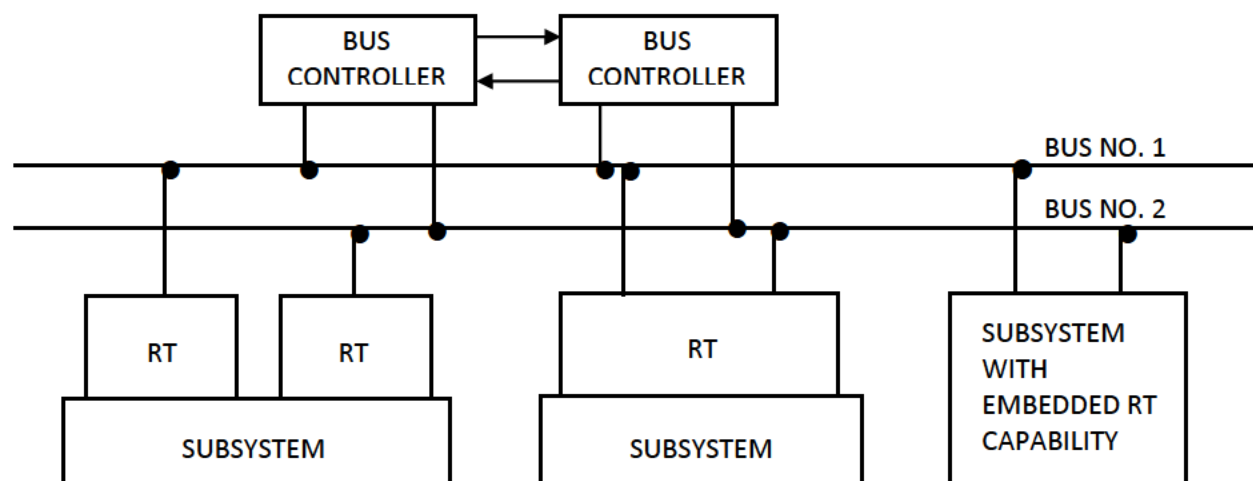 BUS
CONTROLLER
BUS
CONTROLLER
BUS NO. 1
BUS NO. 2
RT
RT
RT
SUBSYSTEM
WITH
EMBEDDED RT
CAPABILITY
SUBSYSTEM
SUBSYSTEM